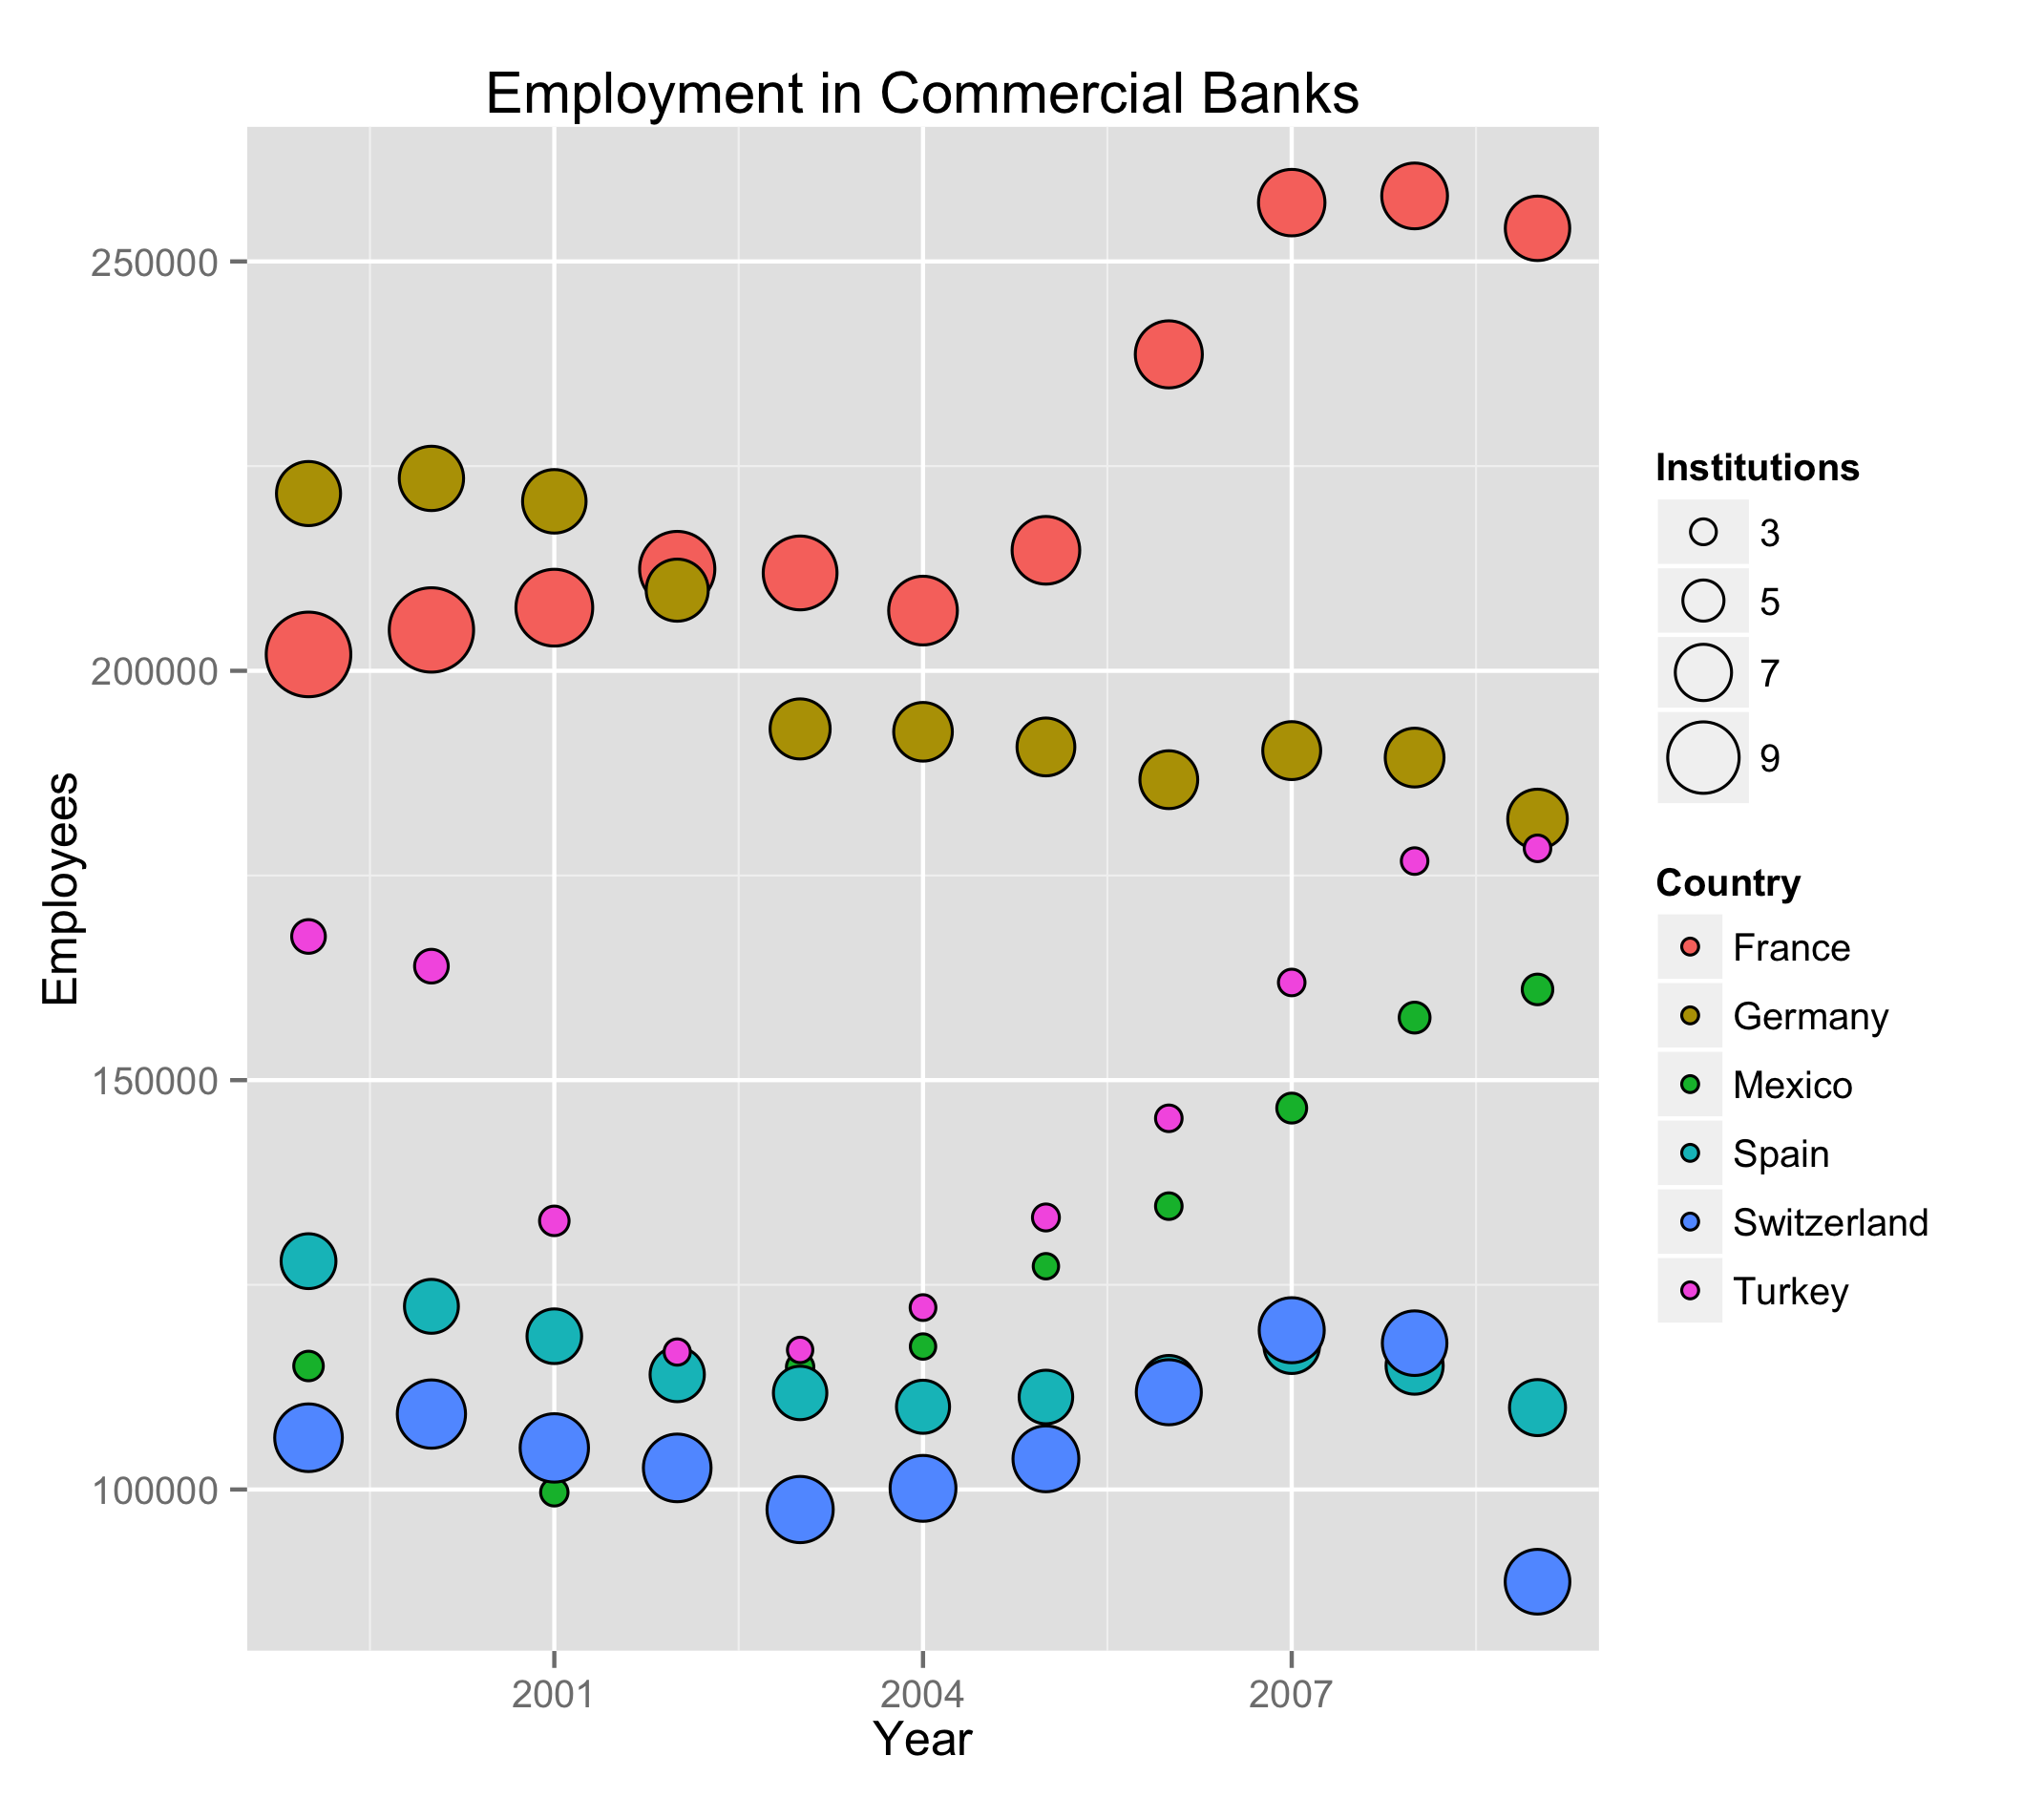 Employment in Commercial Banks
Employees
250000
200000
150000
100000
2001
2004
2007
Year
Institutions
3
5
7
9
Country
France
Germany
Mexico
Spain
Switzerland
Turkey